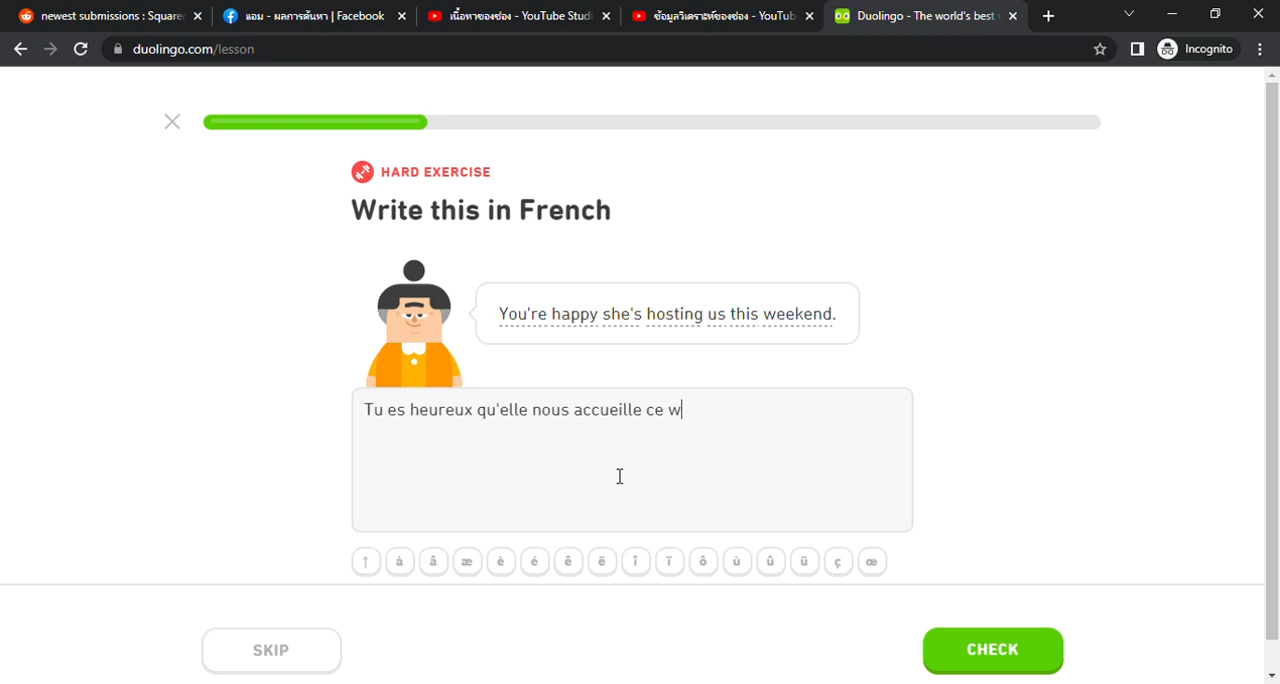 newest submissions : Square
แอม - ผลการค้นหา | Facebook
เนื้อหาของช่อง - YouTube Studi
ข้อมูลวิเคราะห์ของช่อง - YouTub
Duolingo - The world's best
duolingo.com/lesson
Incognito
HARD EXERCISE
Write this in French
You're happy she's hosting us this weekend.
Tu es heureux qu'elle nous accueille ce w
↑ à â æ è é ê ë î ï ô ù û ü ç œ
SKIP
CHECK